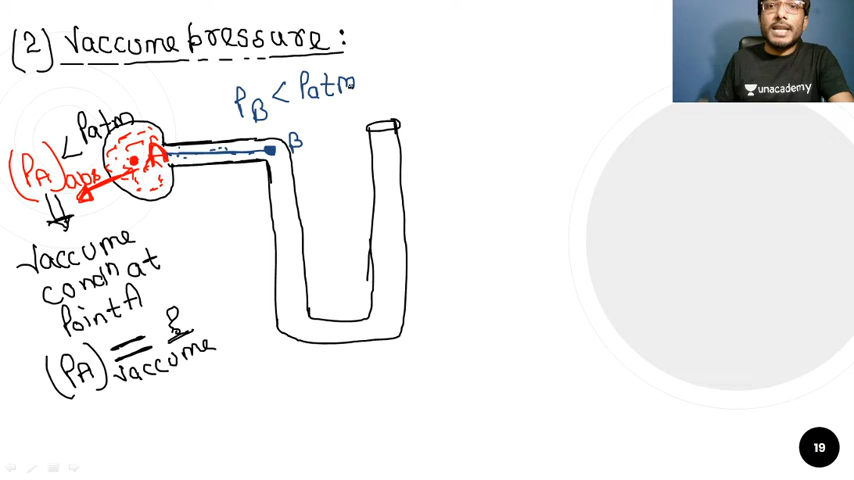 (2) Vaccume pressure:
PB < Patm
unacademy
< Patm
(PA)abs
A
B
vaccume
condn at
point A
(PA)vaccume =
19